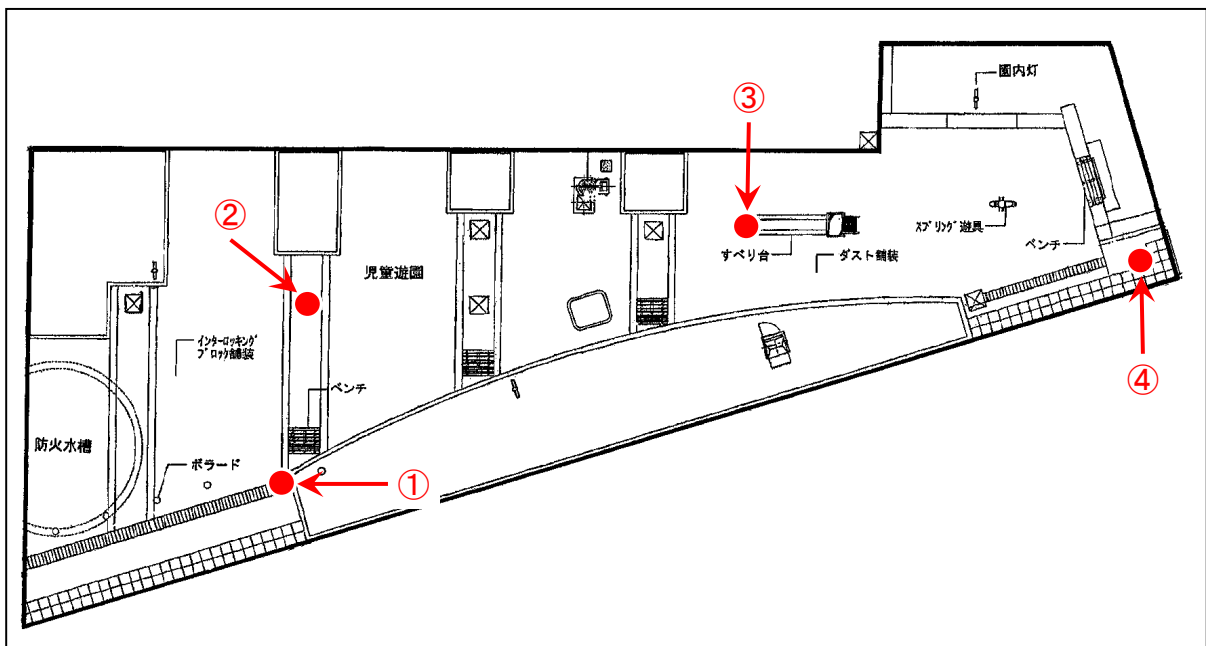 園内灯
③
②
スプリング遊具
ベンチ
すべり台
ダスト舗装
児童遊園
インターロッキング
ブロック舗装
④
ベンチ
防火水槽
ボラード
①